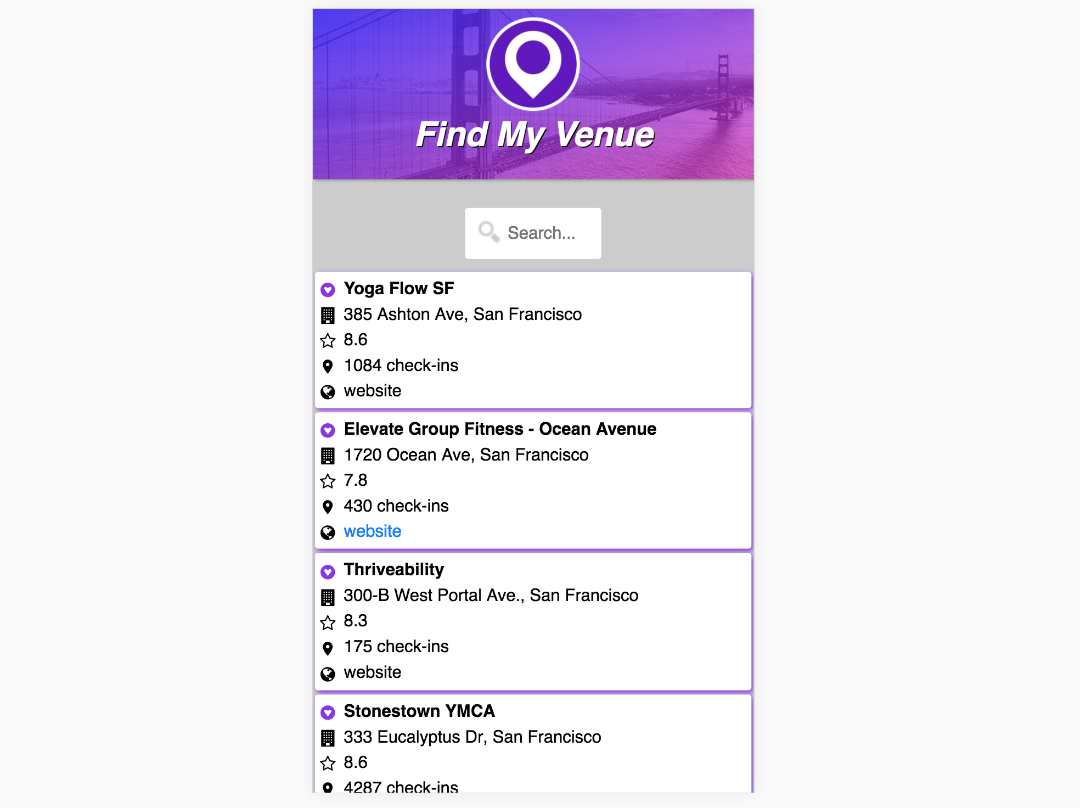 Find My Venue
Search...
Yoga Flow SF
385 Ashton Ave, San Francisco
8.6
1084 check-ins
website
Elevate Group Fitness - Ocean Avenue
1720 Ocean Ave, San Francisco
7.8
430 check-ins
website
Thriveability
300-B West Portal Ave., San Francisco
8.3
175 check-ins
website
Stonestown YMCA
333 Eucalyptus Dr, San Francisco
8.6
4287 check-ins